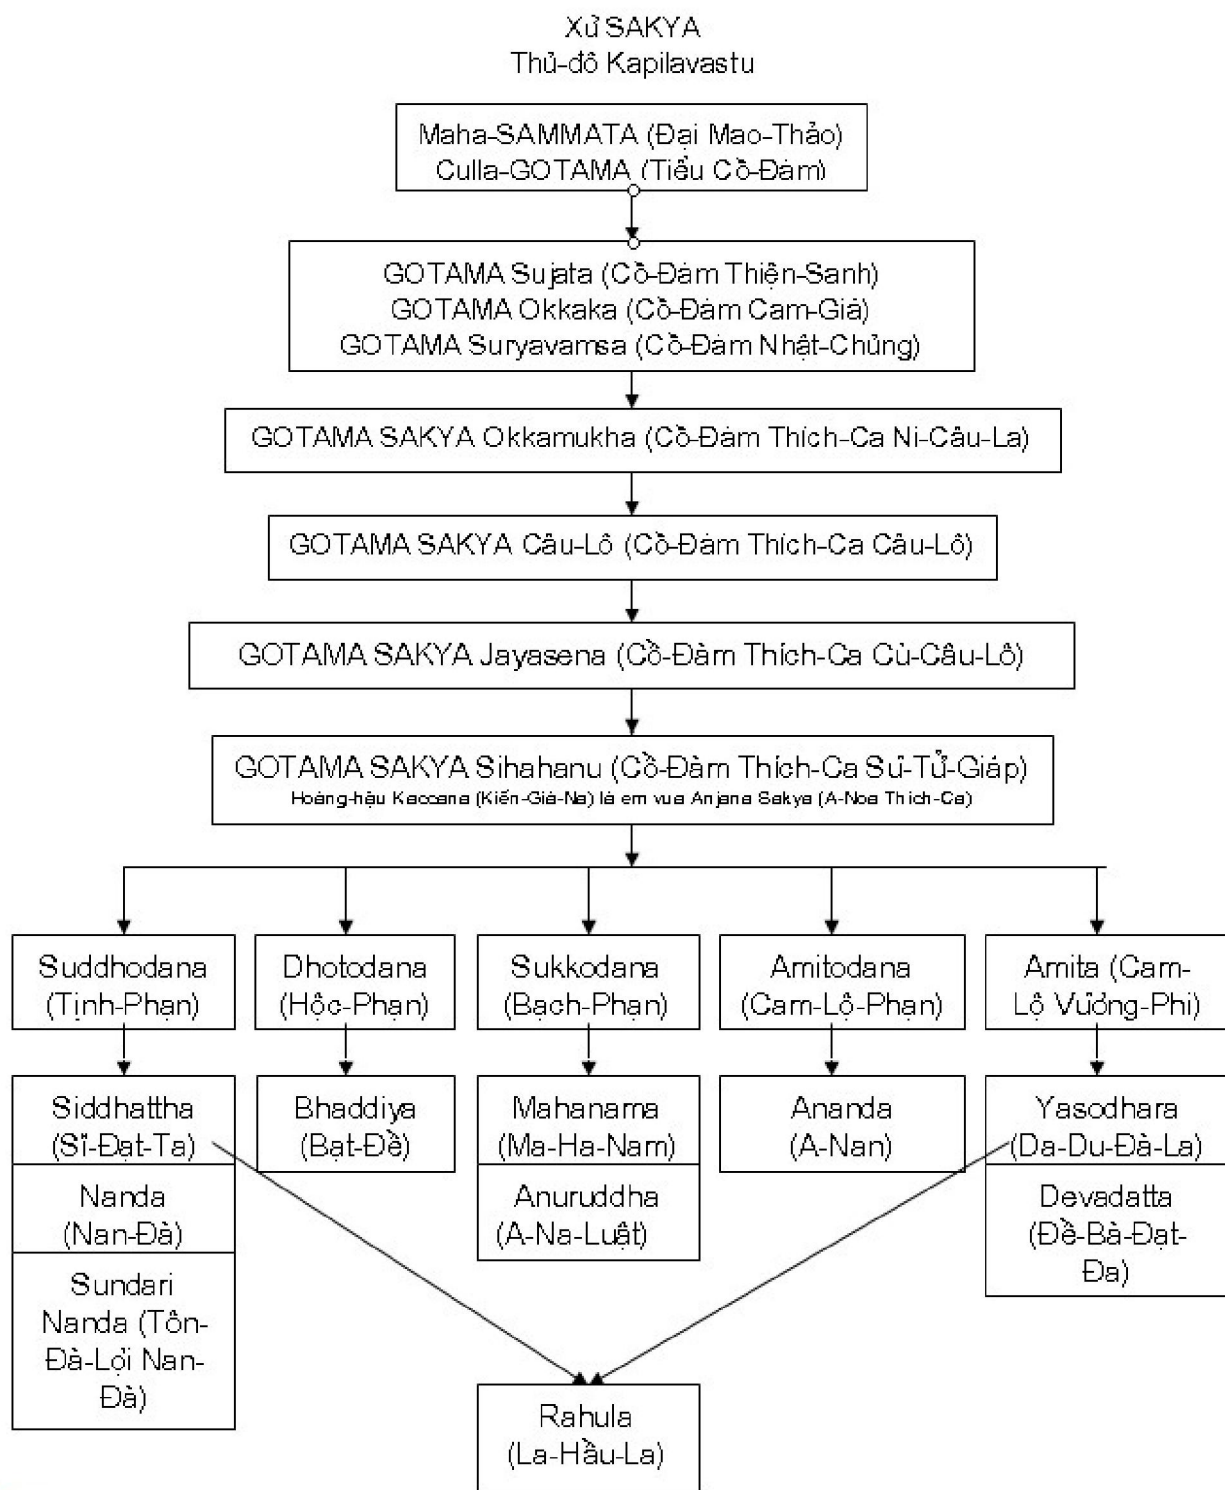 Xứ SAKYA
Thủ-đô Kapilavastu
Maha-SAMMATA (Đại Mao-Thảo)
Culla-GOTAMA (Tiểu Cồ-Đàm)
GOTAMA Sujata (Cồ-Đàm Thiện-Sanh)
GOTAMA Okkaka (Cồ-Đàm Cam-Giá)
GOTAMA Suryavamsa (Cồ-Đàm Nhật-Chủng)
GOTAMA SAKYA Okkamukha (Cồ-Đàm Thích-Ca Ni-Câu-La)
GOTAMA SAKYA Câu-Lô (Cồ-Đàm Thích-Ca Câu-Lô)
GOTAMA SAKYA Jayasena (Cồ-Đàm Thích-Ca Cù-Câu-Lô)
GOTAMA SAKYA Sihahanu (Cồ-Đàm Thích-Ca Sư-Tử-Giáp)
Hoàng-hậu Kaccana (Kiến-Giá-Na) là em vua Anjana Sakya (A-Noa Thích-Ca)
Suddhodana
(Tịnh-Phạn)
Dhotodana
(Hộc-Phạn)
Sukkodana
(Bạch-Phạn)
Amitodana
(Cam-Lộ-Phạn)
Amita (Cam-
Lộ Vương-Phi)
Siddhattha
(Sĩ-Đạt-Ta)
Nanda
(Nan-Đà)
Sundari
Nanda (Tôn-
Đà-Lợi Nan-
Đà)
Bhaddiya
(Bạt-Đề)
Mahanama
(Ma-Ha-Nam)
Anuruddha
(A-Na-Luật)
Ananda
(A-Nan)
Yasodhara
(Da-Du-Đà-La)
Devadatta
(Đề-Bà-Đạt-
Đa)
Rahula
(La-Hầu-La)